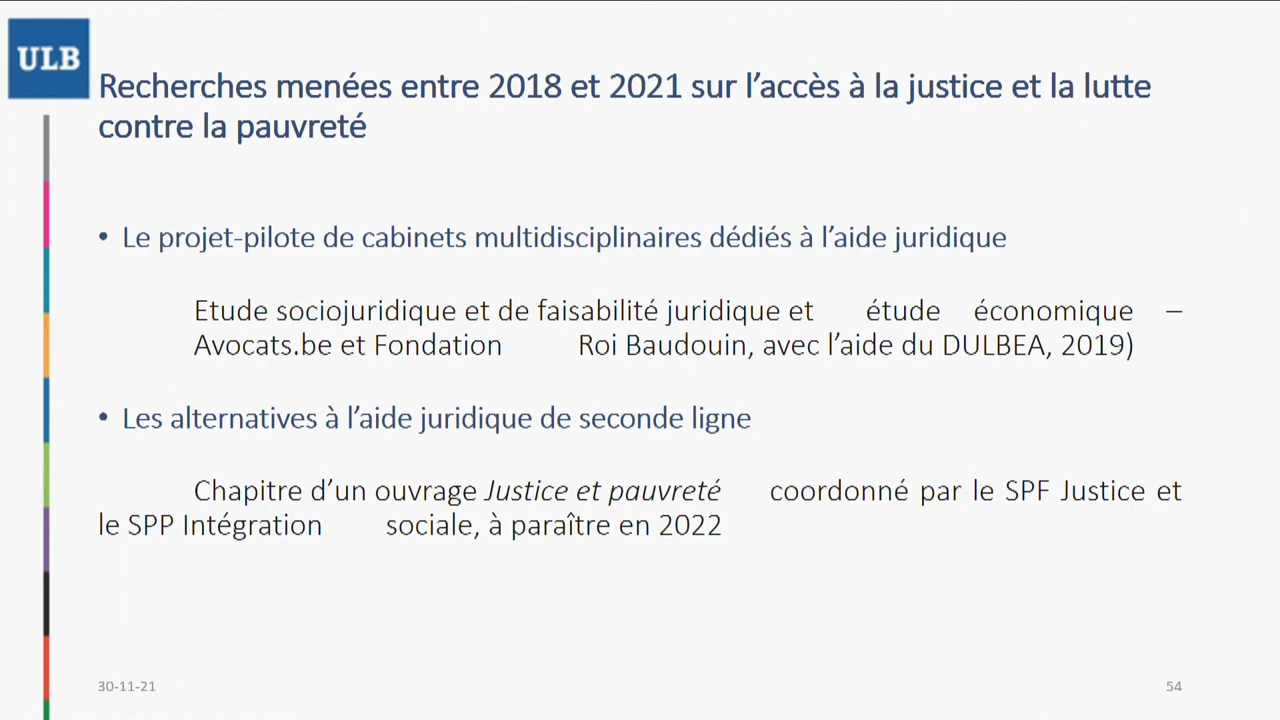 ULB
Recherches menées entre 2018 et 2021 sur l’accès à la justice et la lutte
contre la pauvreté
• Le projet-pilote de cabinets multidisciplinaires dédiés à l’aide juridique
Etude sociojuridique et de faisabilité juridique et étude économique –
Avocats.be et Fondation Roi Baudouin, avec l’aide du DULBEA, 2019)
• Les alternatives à l’aide juridique de seconde ligne
Chapitre d’un ouvrage Justice et pauvreté coordonné par le SPF Justice et
le SPP Intégration sociale, à paraître en 2022
30-11-21
54